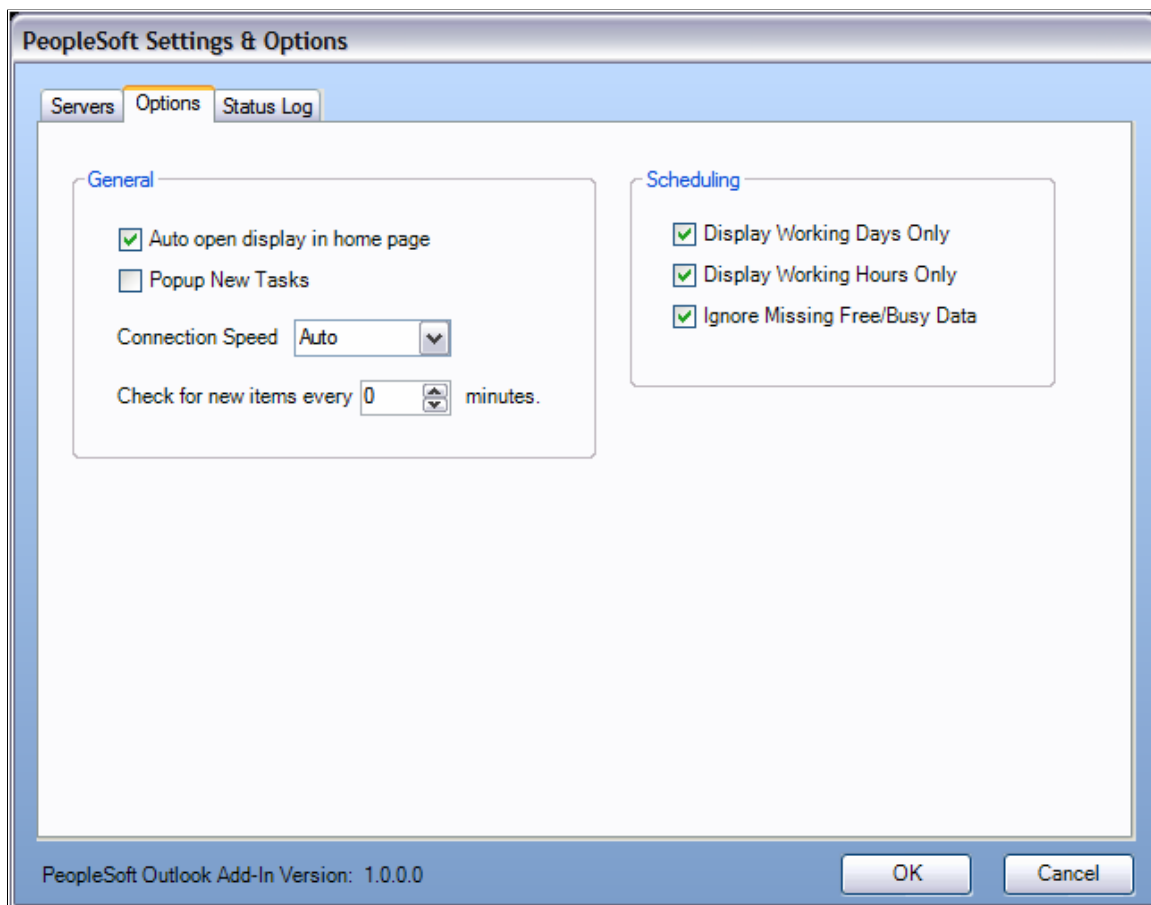 PeopleSoft Settings & Options
Servers Options Status Log
General
Auto open display in home page
Popup New Tasks
Connection Speed Auto
Check for new items every 0 minutes.
Scheduling
Display Working Days Only
Display Working Hours Only
Ignore Missing Free/Busy Data
PeopleSoft Outlook Add-In Version: 1.0.0.0
OK Cancel